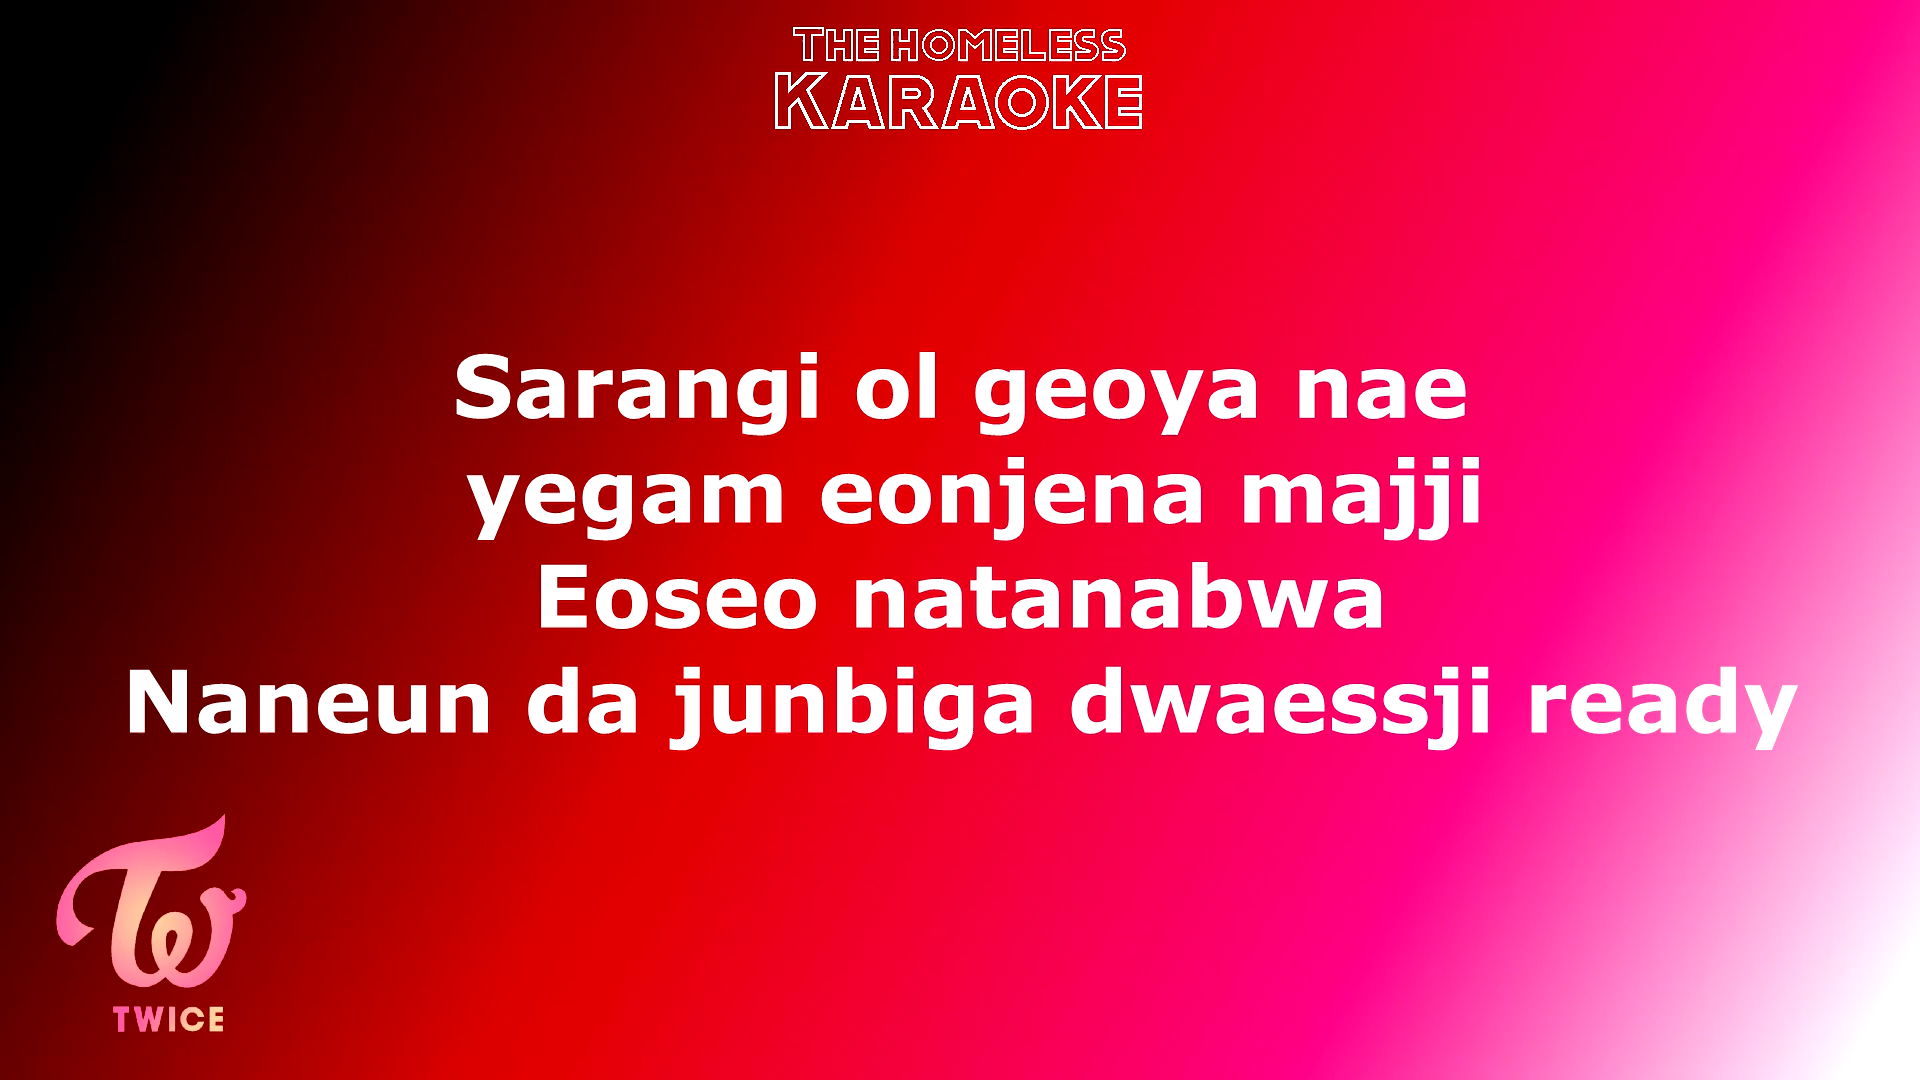 THE HOMELESS
KARAOKE
Sarangi ol geoya nae
yegam eonjena majji
Eoseo natanabwa
Naneun da junbiga dwaessji ready
TWICE